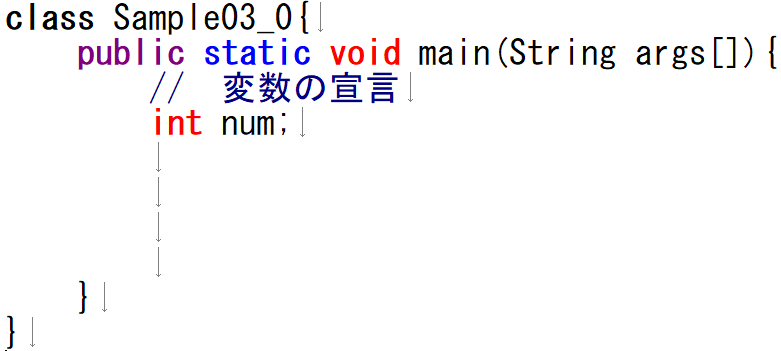 class Sample03_0{
public static void main(String args[]){
// 変数の宣言
int num;
}
}